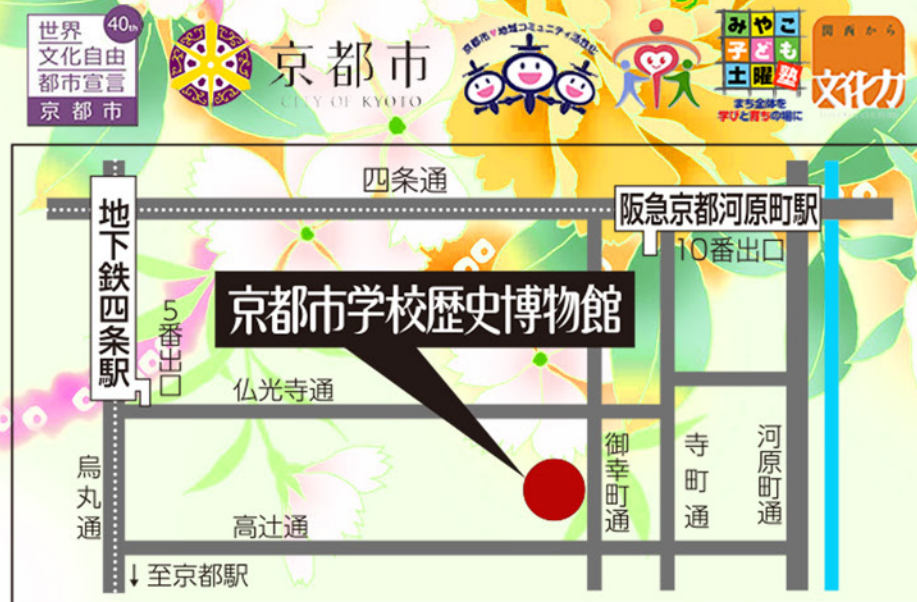 世界
文化自由
都市宣言
京都市
40th
京都市
CITY OF KYOTO
京都市♥地域コミュニティ活性化
みやこ
子ども
土曜塾
まち全体を
学びと育ちの場に
関西から
文化力
四条通
阪急京都河原町駅
10番出口
地下鉄四条駅
5番出口
京都市学校歴史博物館
仏光寺通
烏丸通
御幸町通
寺町通
河原町通
高辻通
↓至京都駅